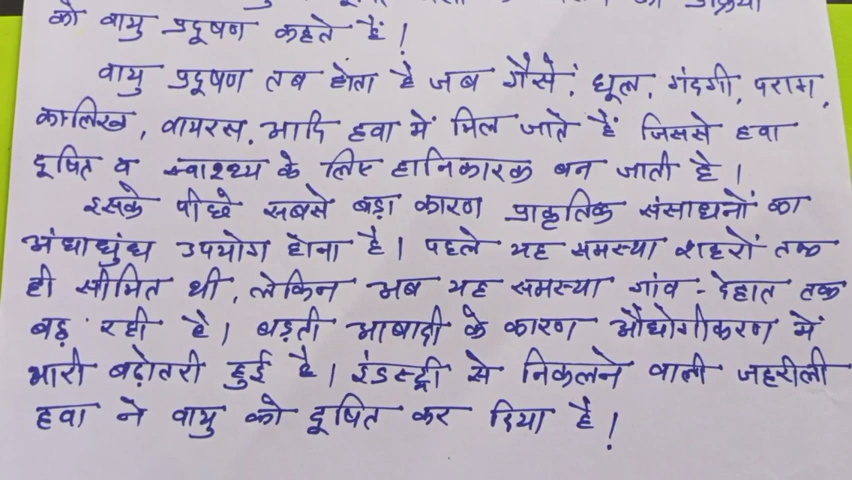 की प्रक्रिया
को वायु प्रदूषण कहते हैं।
वायु प्रदूषण तब होता है जब गैसें, धूल, गंदगी, पराग,
कालिख, वायरस, आदि हवा में मिल जाते हैं जिससे हवा
दूषित व स्वास्थ्य के लिए हानिकारक बन जाती है।
इसके पीछे सबसे बड़ा कारण प्राकृतिक संसाधनों का
अंधाधुंध उपयोग होना है। पहले यह समस्या शहरों तक
ही सीमित थी, लेकिन अब यह समस्या गांव - देहात तक
बढ़ रही है। बढ़ती आबादी के कारण औद्योगीकरण में
भारी बढ़ोतरी हुई है। इंडस्ट्री से निकलने वाली जहरीली
हवा ने वायु को दूषित कर दिया है!